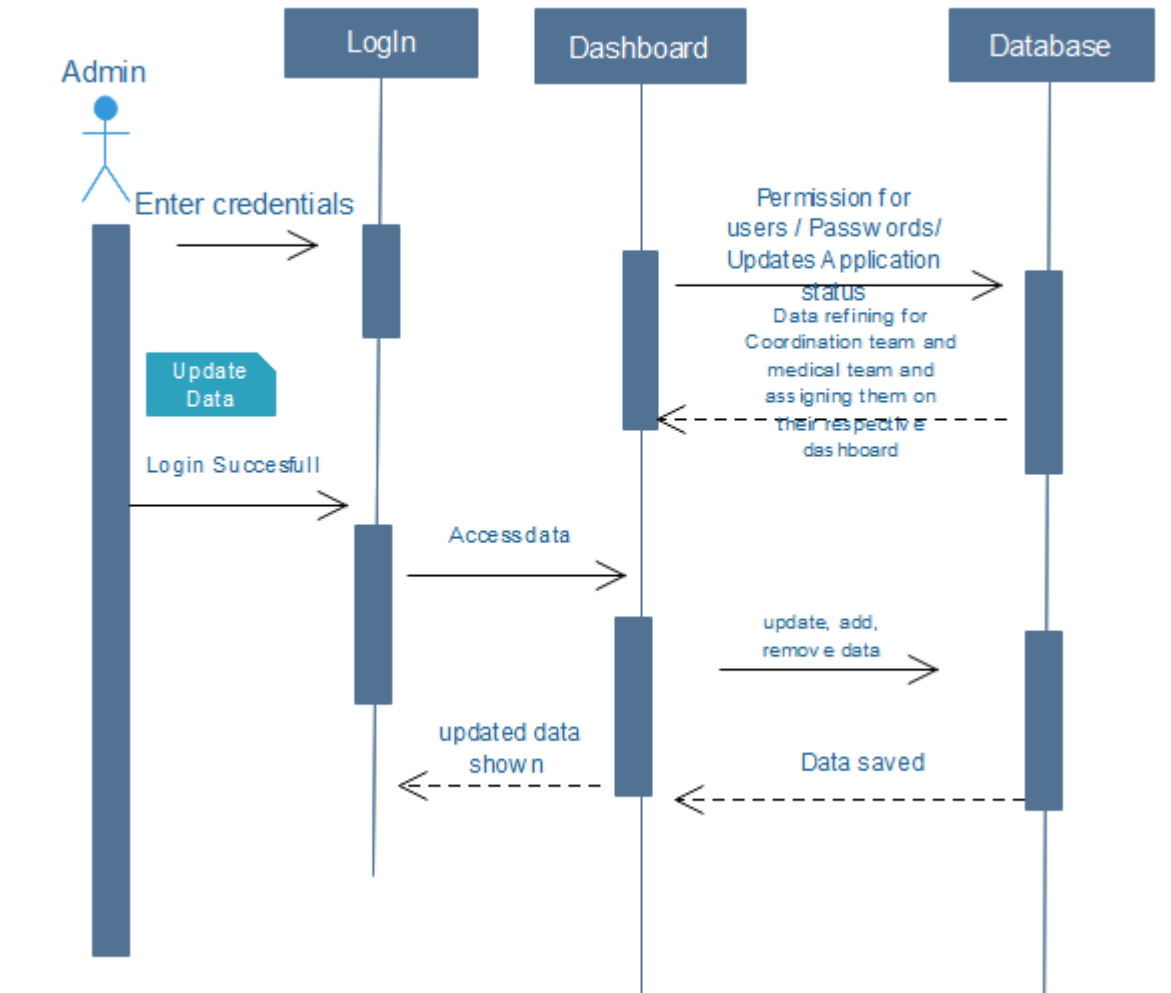 LogIn
Dashboard
Database
Admin
Enter credentials
Permission for
users / Passwords/
Updates Application
status
Data refining for
Coordination team and
medical team and
assigning them on
their respective
dashboard
Update
Data
Login Succesfull
Access data
update, add,
remove data
updated data
shown
Data saved